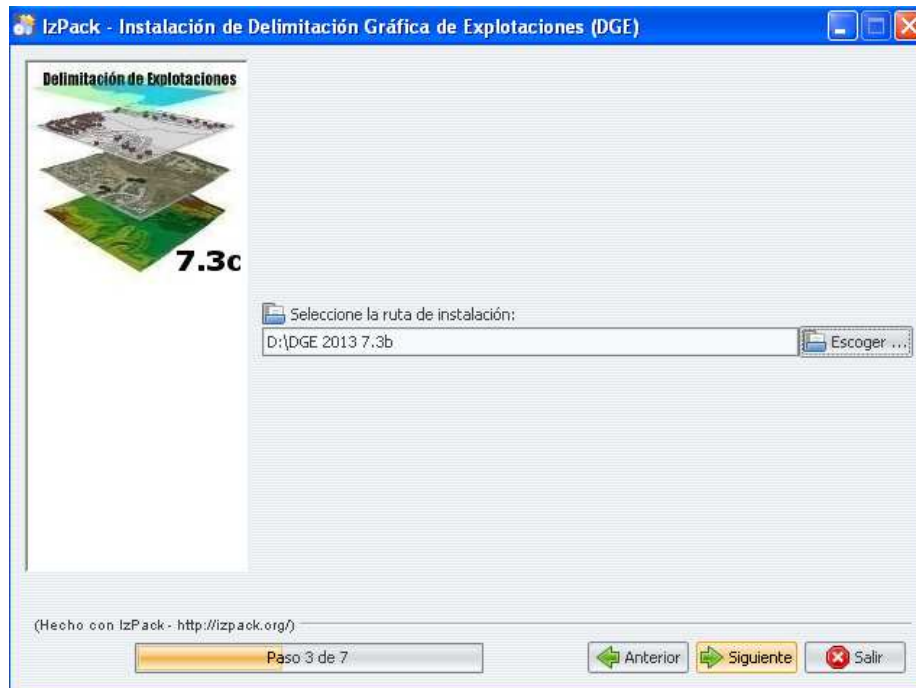 IzPack - Instalación de Delimitación Gráfica de Explotaciones (DGE)
Delimitación de Explotaciones
7.3c
Seleccione la ruta de instalación:
D:\DGE 2013 7.3b
Escoger ...
(Hecho con IzPack - http://izpack.org/)
Paso 3 de 7
Anterior
Siguiente
Salir